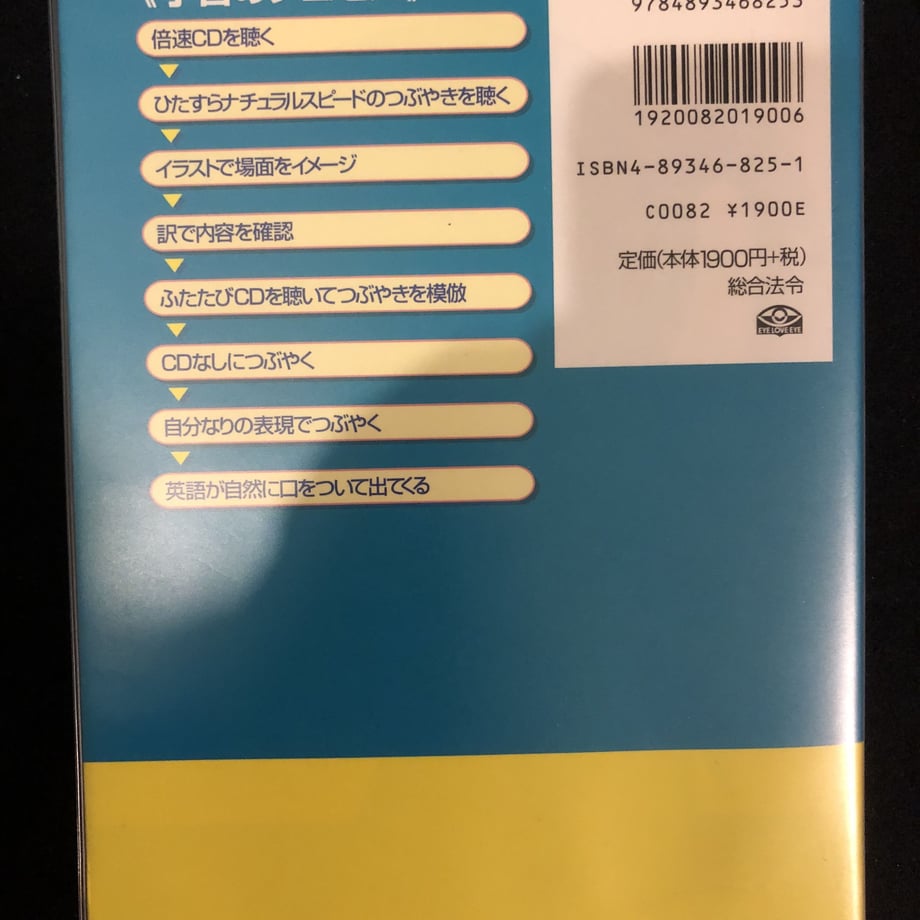 倍速CDを聴く
ひたすらナチュラルスピードのつぶやきを聴く
イラストで場面をイメージ
訳で内容を確認
ふたたびCDを聴いてつぶやきを模倣
CDなしにつぶやく
自分なりの表現でつぶやく
英語が自然に口をついて出てくる
9784893468253
1920082019006
ISBN4-89346-825-1
C0082 ¥1900E
定価(本体1900円+税)
総合法令
EYE LOVE EYE